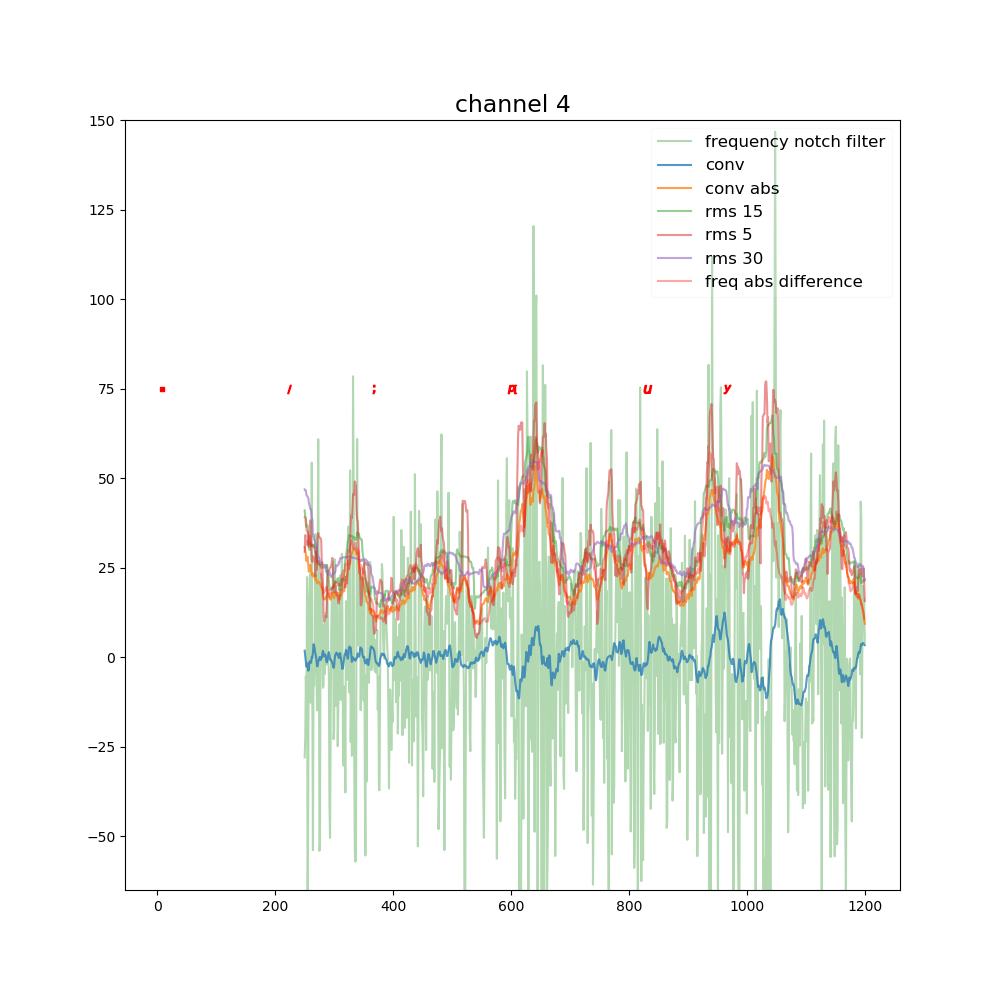 channel 4
150
frequency notch filter
conv
conv abs
rms 15
rms 5
rms 30
freq abs difference
125
100
75
. / ; u y
50
25
0
−25
−50
0 200 400 600 800 1000 1200